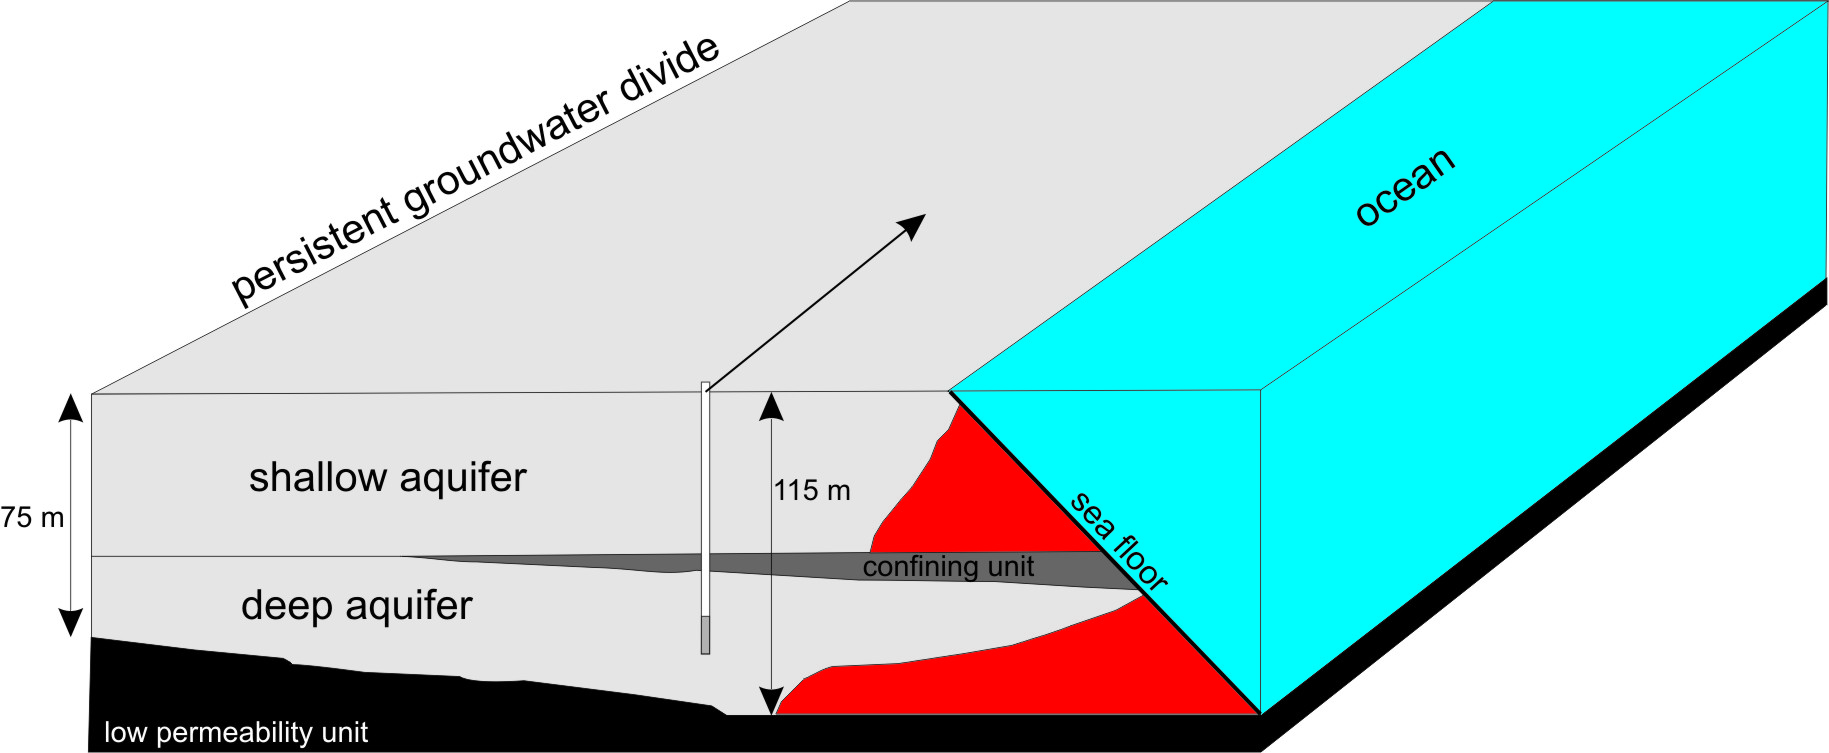 persistent groundwater divide
ocean
shallow aquifer
75 m
115 m
sea floor
confining unit
deep aquifer
low permeability unit